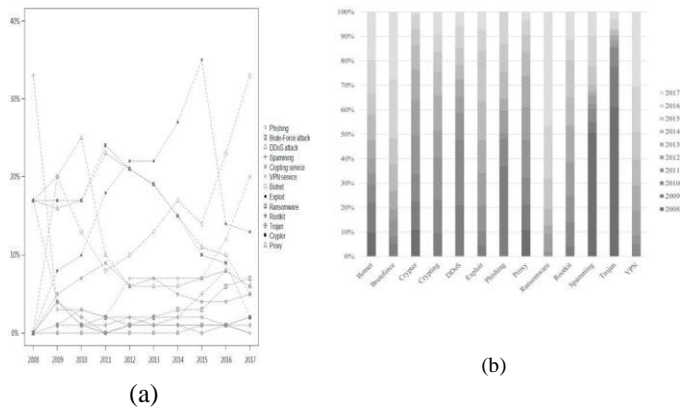 40%
30%
20%
10%
0%
2008 2009 2010 2011 2012 2013 2014 2015 2016 2017
Phishing
Brute-Force attack
DDoS attack
Spamming
Crypting service
VPN service
Botnet
Exploit
Ransomware
Rootkit
Trojan
Crypter
Proxy
(a)
100%
90%
80%
70%
60%
50%
40%
30%
20%
10%
0%
Botnet Bruteforce Crypter Crypting DDoS Exploit Phishing Proxy Ransomware Rootkit Spamming Trojan VPN
2017
2016
2015
2014
2013
2012
2011
2010
2009
2008
(b)